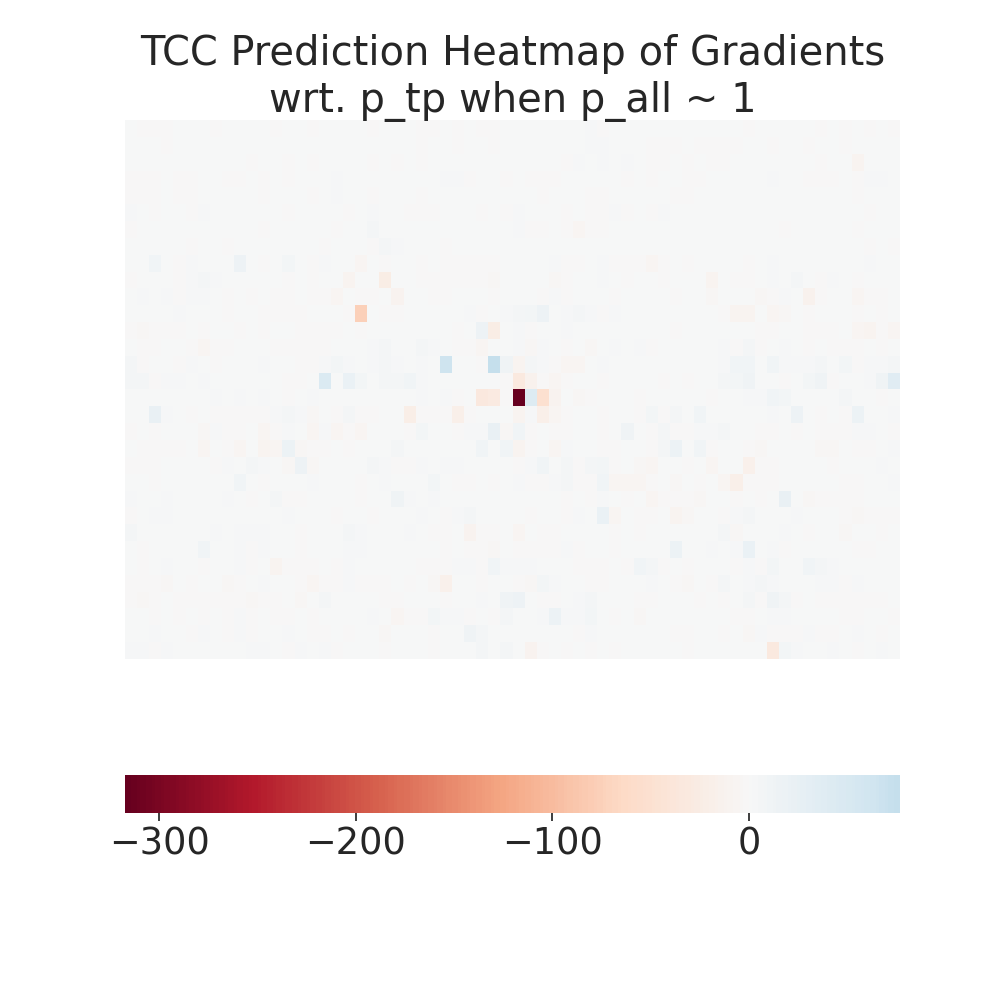 TCC Prediction Heatmap of Gradients
wrt. p_tp when p_all ~ 1
−300 −200 −100 0